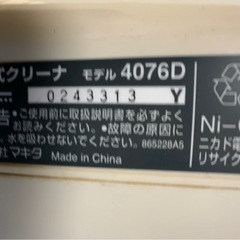 式クリーナ モデル 4076D
0243313 Y
告 ・ご使用前に取扱説明書を必ずよく
お読みください。・故障の原因に
水を吸わせないでください。 865228A5
社マキタ Made in China
Ni-
ニカド電
リサイク